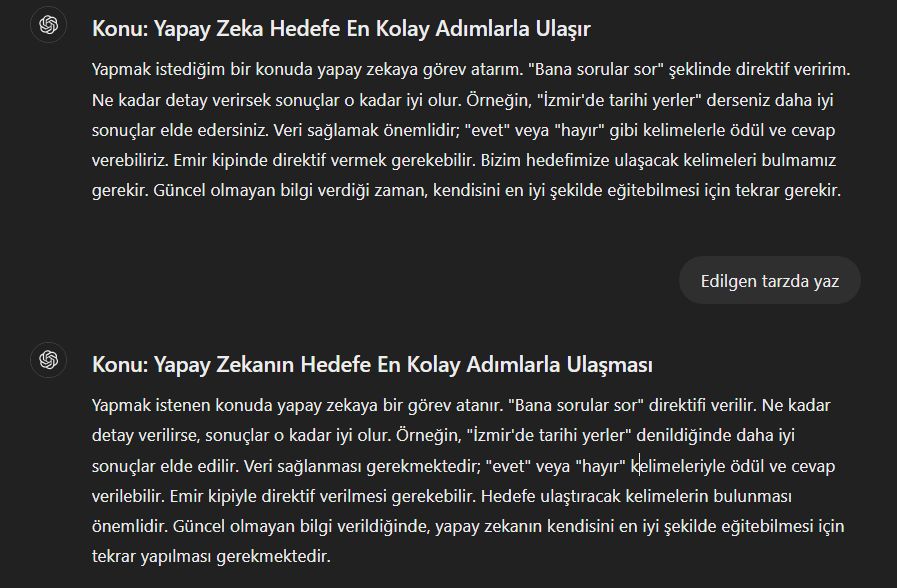 Konu: Yapay Zeka Hedefe En Kolay Adımlarla Ulaşır
Yapmak istediğim bir konuda yapay zekaya görev atarım. "Bana sorular sor" şeklinde direktif veririm.
Ne kadar detay verirsek sonuçlar o kadar iyi olur. Örneğin, "İzmir'de tarihi yerler" derseniz daha iyi
sonuçlar elde edersiniz. Veri sağlamak önemlidir; "evet" veya "hayır" gibi kelimelerle ödül ve cevap
verebiliriz. Emir kipinde direktif vermek gerekebilir. Bizim hedefimize ulaşacak kelimeleri bulmamız
gerekir. Güncel olmayan bilgi verdiği zaman, kendisini en iyi şekilde eğitebilmesi için tekrar gerekir.
Edilgen tarzda yaz
Konu: Yapay Zekanın Hedefe En Kolay Adımlarla Ulaşması
Yapmak istenen konuda yapay zekaya bir görev atanır. "Bana sorular sor" direktifi verilir. Ne kadar
detay verilirse, sonuçlar o kadar iyi olur. Örneğin, "İzmir'de tarihi yerler" denildiğinde daha iyi
sonuçlar elde edilir. Veri sağlanması gerekmektedir; "evet" veya "hayır" kelimeleriyle ödül ve cevap
verilebilir. Emir kipiyle direktif verilmesi gerekebilir. Hedefe ulaştıracak kelimelerin bulunması
önemlidir. Güncel olmayan bilgi verildiğinde, yapay zekanın kendisini en iyi şekilde eğitebilmesi için
tekrar yapılması gerekmektedir.